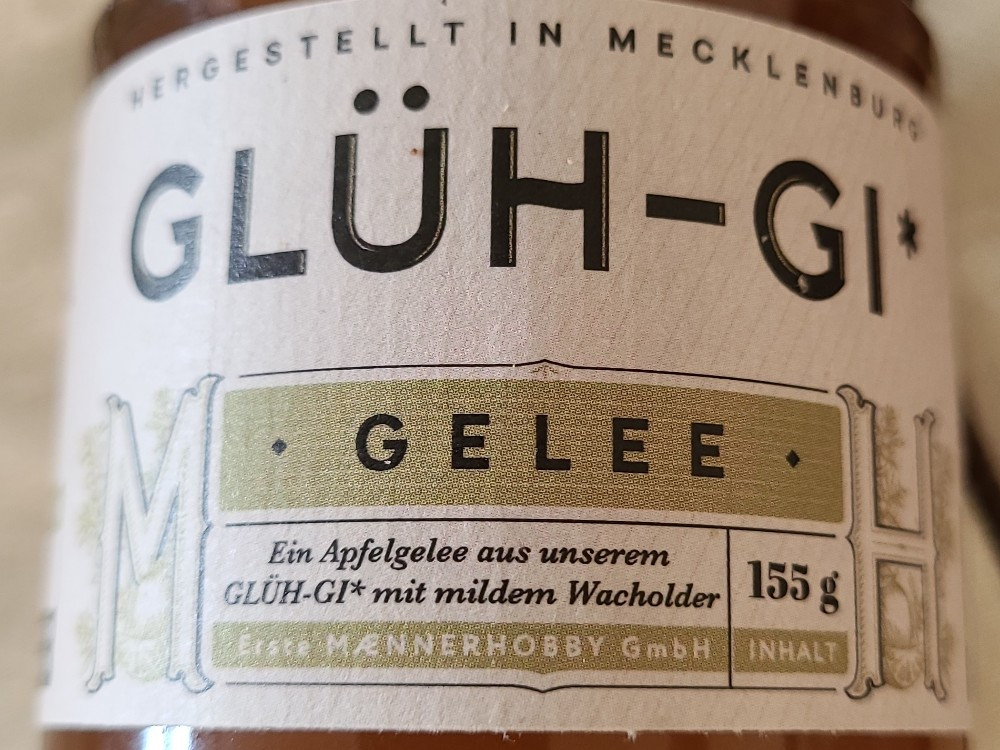 HERGESTELLT IN MECKLENBURG
GLÜH-GI*
M
H
· GELEE ·
Ein Apfelgelee aus unserem
GLÜH-GI* mit mildem Wacholder
155 g
Erste MÆNNERHOBBY GmbH
INHALT